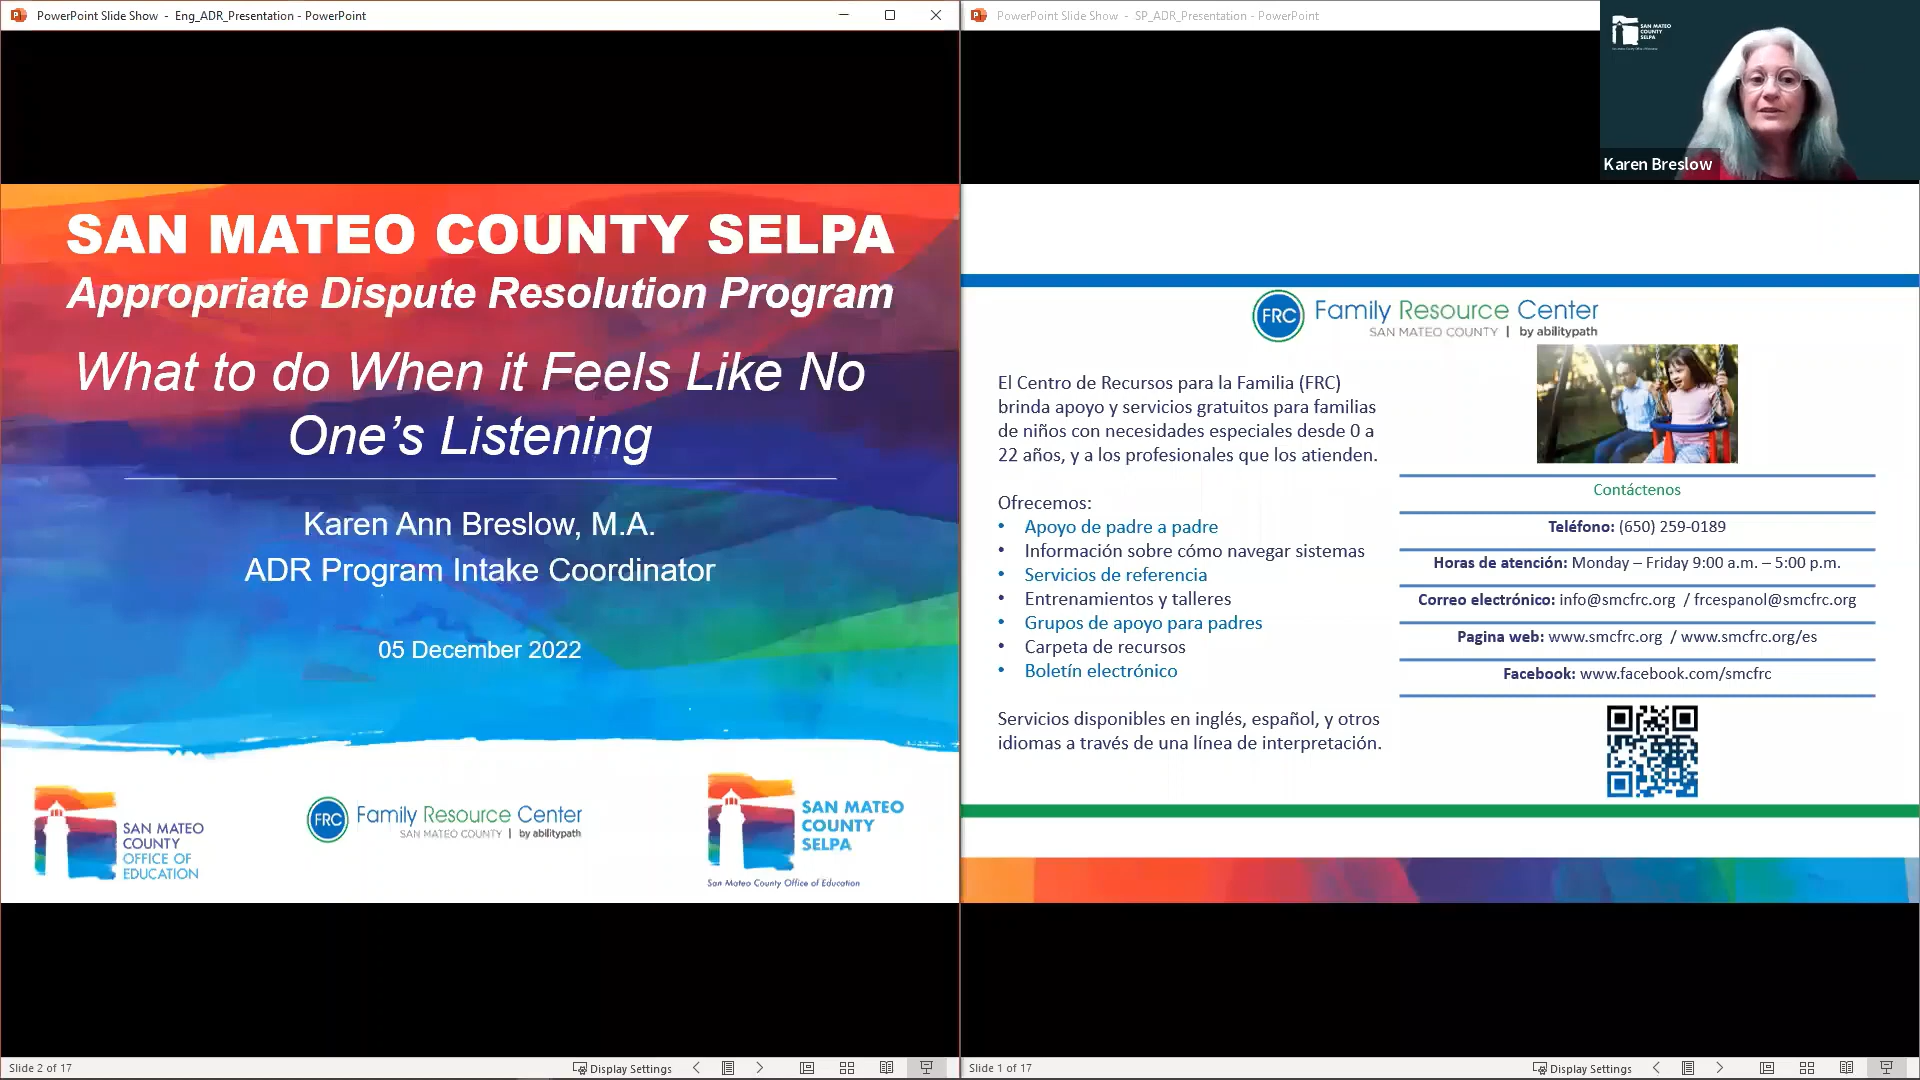 PowerPoint Slide Show - Eng_ADR_Presentation - PowerPoint
SAN MATEO COUNTY SELPA
Appropriate Dispute Resolution Program
What to do When it Feels Like No
One's Listening
Karen Ann Breslow, M.A.
ADR Program Intake Coordinator
05 December 2022
SAN MATEO
COUNTY
OFFICE OF
EDUCATION
FRC
Family Resource Center
SAN MATEO COUNTY | by abilitypath
SAN MATEO
COUNTY
SELPA
San Mateo County Office of Education
Slide 2 of 17
Display Settings
PowerPoint Slide Show - SP_ADR_Presentation - PowerPoint
SAN MATEO
COUNTY
SELPA
Karen Breslow
FRC
Family Resource Center
SAN MATEO COUNTY | by abilitypath
El Centro de Recursos para la Familia (FRC)
brinda apoyo y servicios gratuitos para familias
de niños con necesidades especiales desde 0 a
22 años, y a los profesionales que los atienden.
Ofrecemos:
• Apoyo de padre a padre
• Información sobre cómo navegar sistemas
• Servicios de referencia
• Entrenamientos y talleres
• Grupos de apoyo para padres
• Carpeta de recursos
• Boletín electrónico
Servicios disponibles en inglés, español, y otros
idiomas a través de una línea de interpretación.
Contáctenos
Teléfono: (650) 259-0189
Horas de atención: Monday – Friday 9:00 a.m. – 5:00 p.m.
Correo electrónico: info@smcfrc.org / frcespanol@smcfrc.org
Pagina web: www.smcfrc.org / www.smcfrc.org/es
Facebook: www.facebook.com/smcfrc
Slide 1 of 17
Display Settings